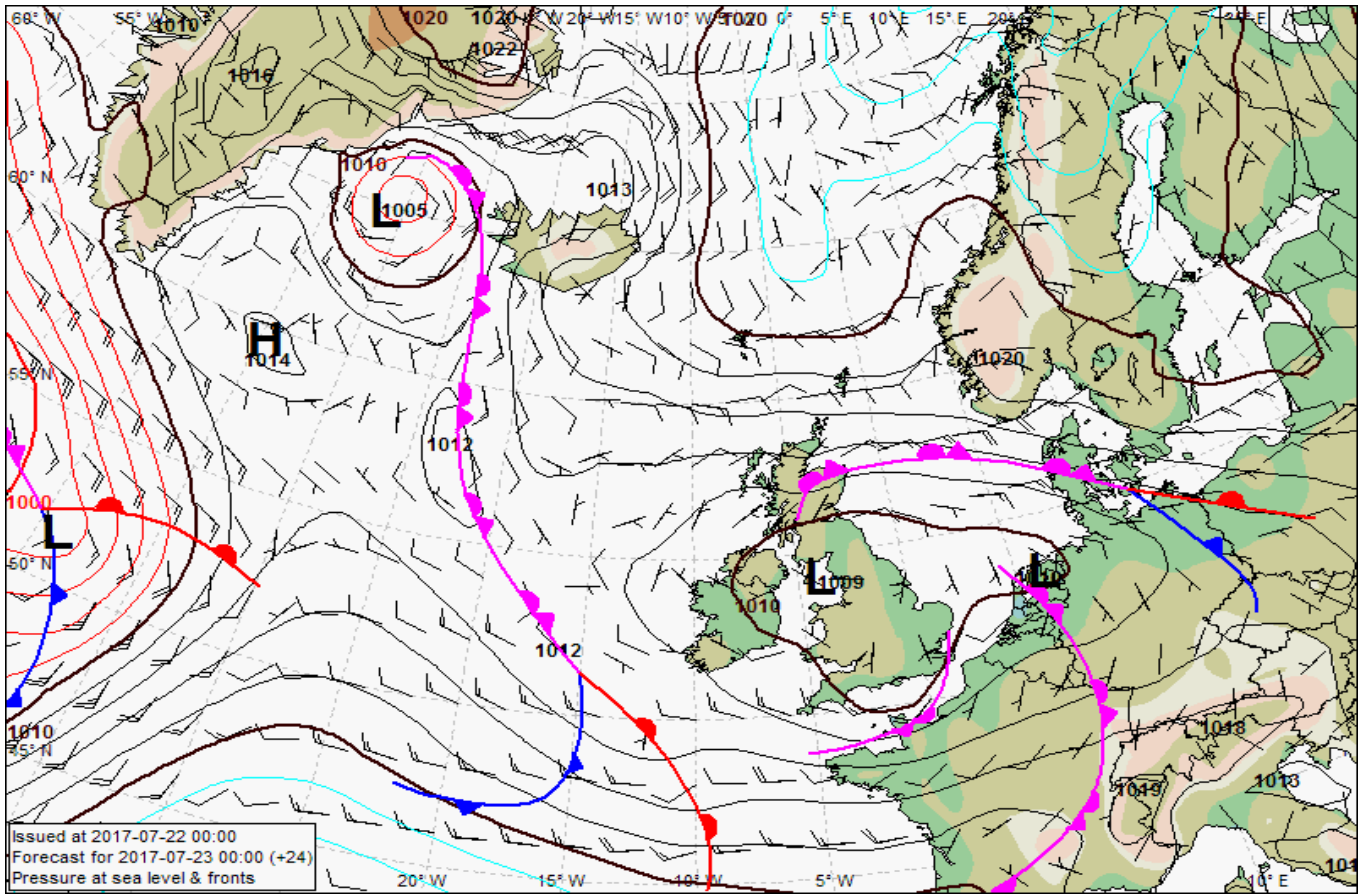 60° W
55° W
1020
1020
W
20° W
15° W
10° W
1020
0°
5° E
10° E
15° E
20°
E
1010
1022
1016
1010
60° N
1013
L
1005
H
1014
1020
55° N
1012
1000
L
50° N
L
1009
L
1010
1012
1010
45° N
1018
1019
1013
Issued at 2017-07-22 00:00
Forecast for 2017-07-23 00:00 (+24)
Pressure at sea level & fronts
20° W
15° W
10° W
5° W
10° E
101